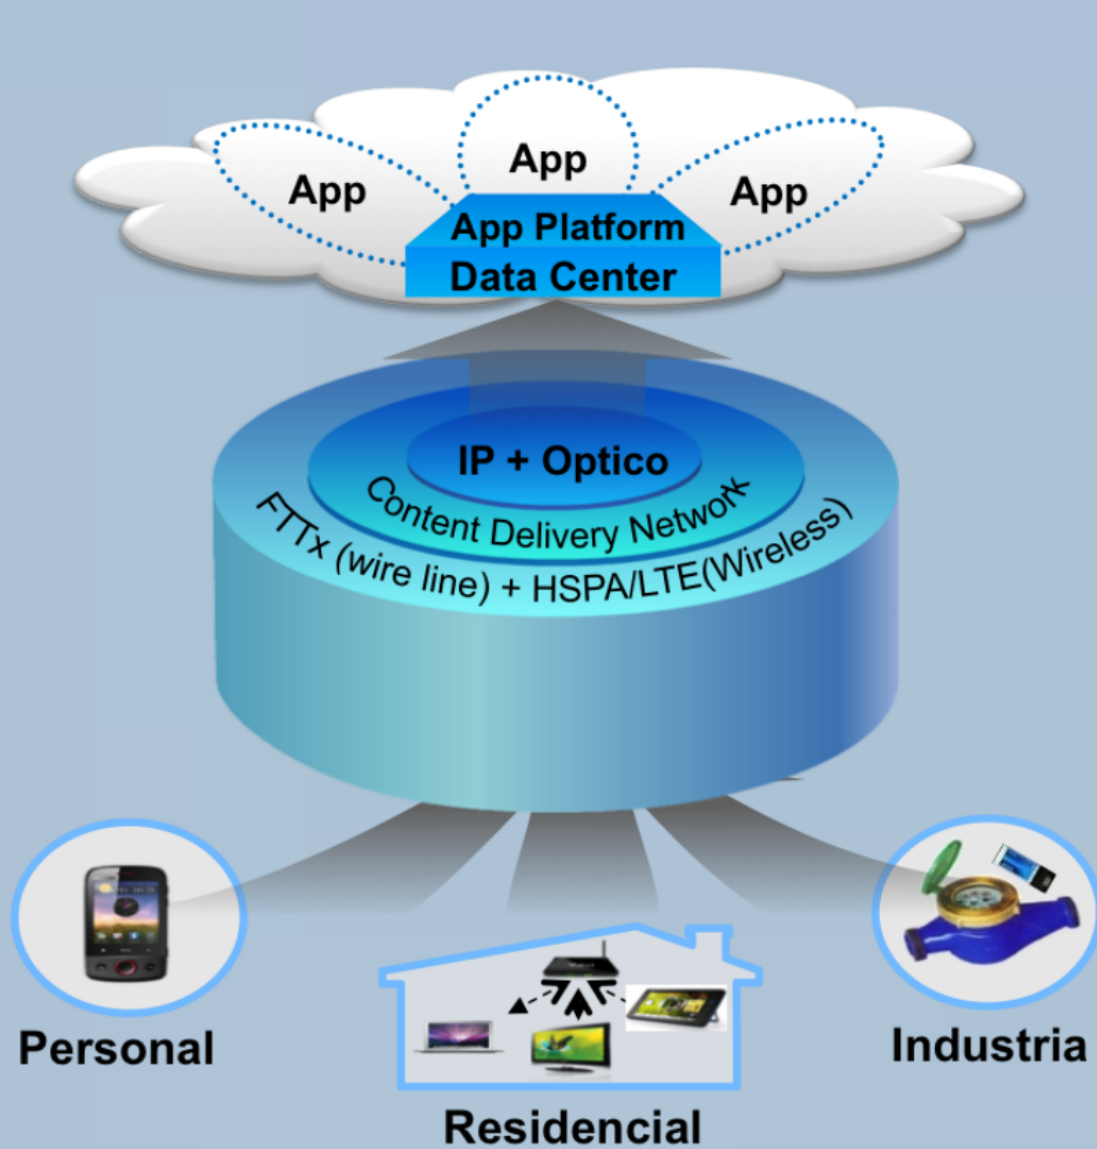 App
App
App
App Platform
Data Center
IP + Optico
Content Delivery Network
FTTx (wire line) + HSPA/LTE(Wireless)
Personal
Residencial
Industria